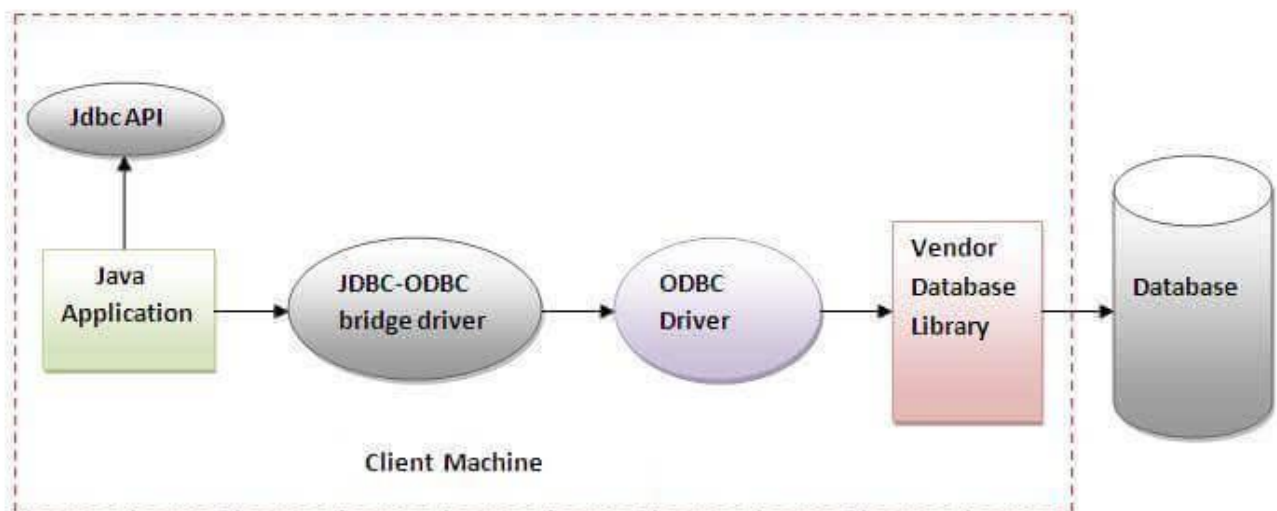 Jdbc API
Java
Application
JDBC-ODBC
bridge driver
ODBC
Driver
Vendor
Database
Library
Database
Client Machine